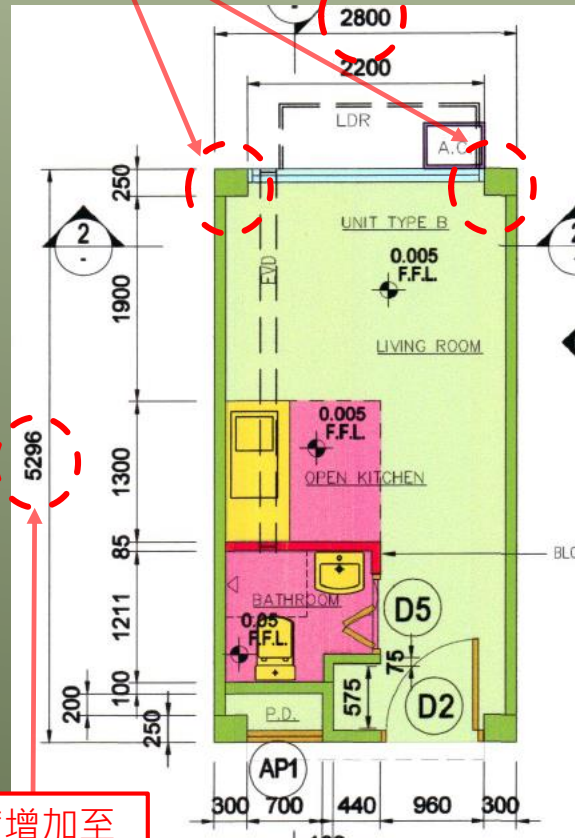 2800
2200
LDR
A.C
250
UNIT TYPE B
2
-
2
-
0.005
F.F.L.
EVD
1900
LIVING ROOM
0.005
F.F.L.
5296
1300
OPEN KITCHEN
85
BLO
BATHROOM
D5
0.05
F.F.L.
1211
75
100
200
575
D2
P.D.
250
AP1
增加至
300
700
440
960
300